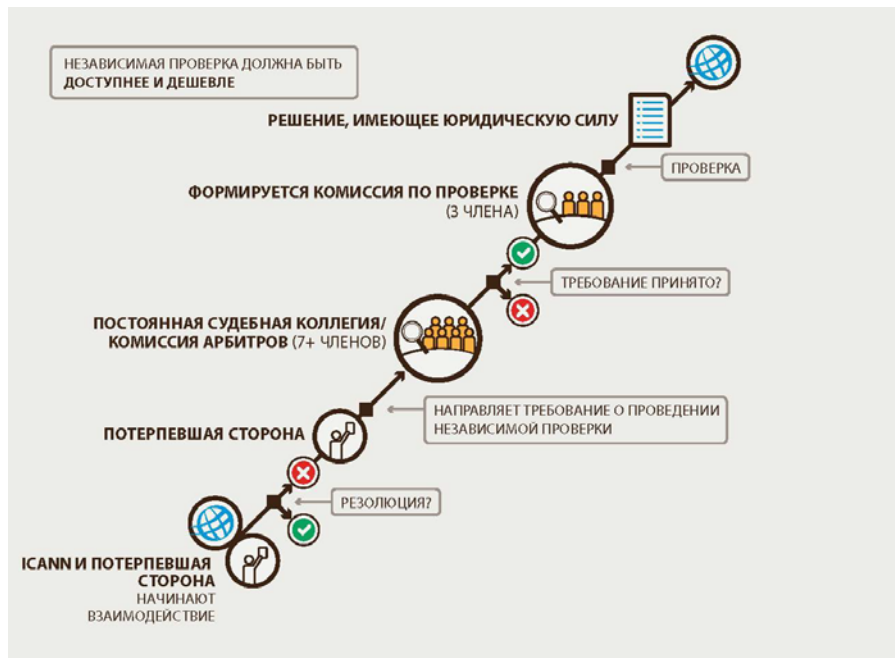 НЕЗАВИСИМАЯ ПРОВЕРКА ДОЛЖНА БЫТЬ
ДОСТУПНЕЕ И ДЕШЕВЛЕ
РЕШЕНИЕ, ИМЕЮЩЕЕ ЮРИДИЧЕСКУЮ СИЛУ
ПРОВЕРКА
ФОРМИРУЕТСЯ КОМИССИЯ ПО ПРОВЕРКЕ
(3 ЧЛЕНА)
ТРЕБОВАНИЕ ПРИНЯТО?
ПОСТОЯННАЯ СУДЕБНАЯ КОЛЛЕГИЯ/
КОМИССИЯ АРБИТРОВ (7+ ЧЛЕНОВ)
НАПРАВЛЯЕТ ТРЕБОВАНИЕ О ПРОВЕДЕНИИ
НЕЗАВИСИМОЙ ПРОВЕРКИ
ПОТЕРПЕВШАЯ СТОРОНА
РЕЗОЛЮЦИЯ?
ICANN И ПОТЕРПЕВШАЯ
СТОРОНА
НАЧИНАЮТ
ВЗАИМОДЕЙСТВИЕ